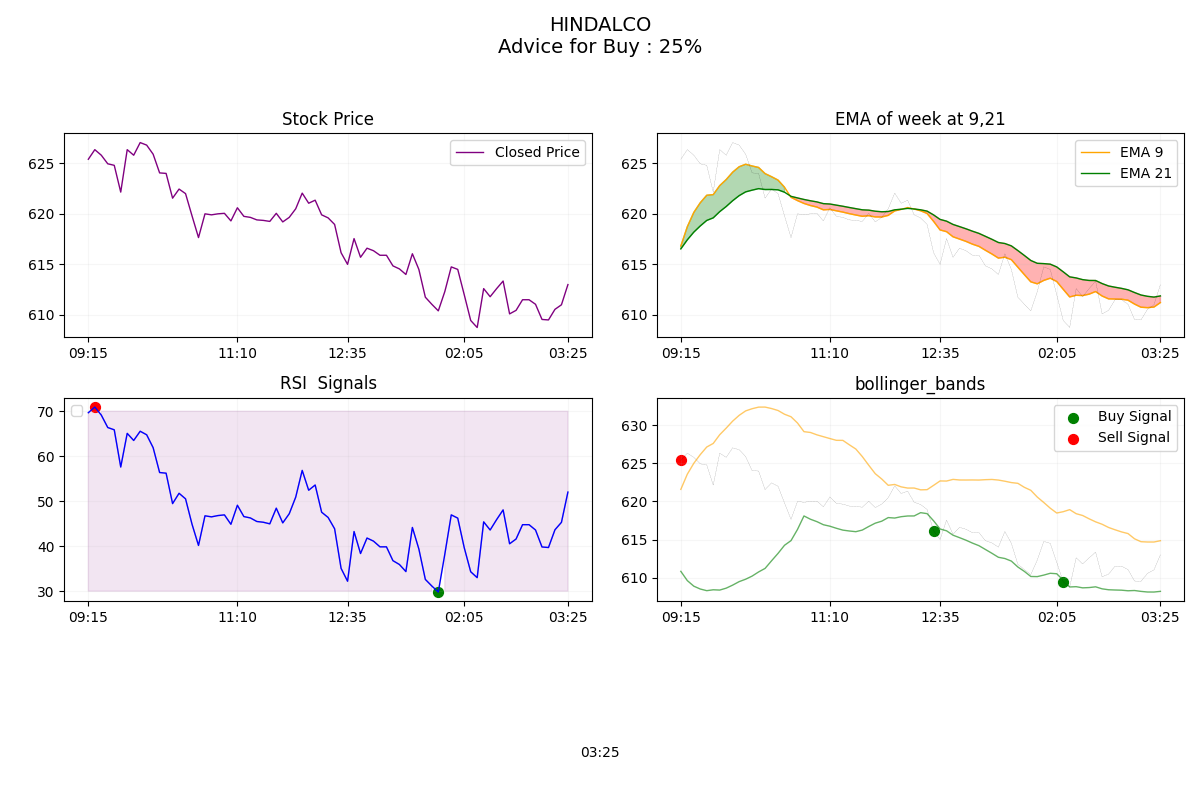 HINDALCO
Advice for Buy : 25%
Stock Price
625
620
615
610
Closed Price
09:15 11:10 12:35 02:05 03:25
EMA of week at 9,21
625
620
615
610
EMA 9
EMA 21
09:15 11:10 12:35 02:05 03:25
RSI  Signals
70
60
50
40
30
09:15 11:10 12:35 02:05 03:25
bollinger_bands
630
625
620
615
610
Buy Signal
Sell Signal
09:15 11:10 12:35 02:05 03:25
03:25